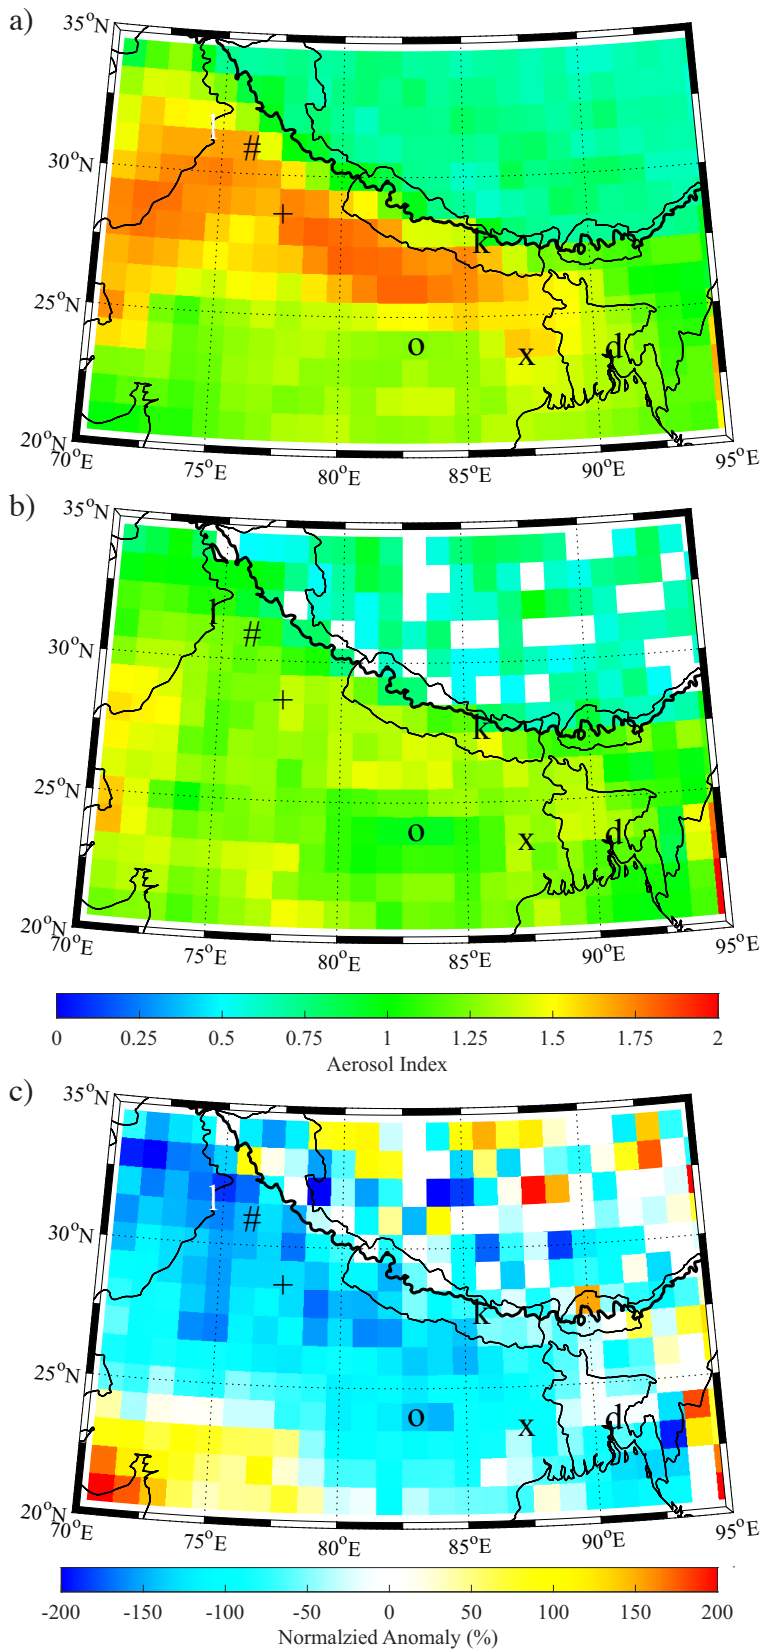 a)
35°N
30°N
25°N
20°N
l
#
+
k
o
x
d
70°E 75°E 80°E 85°E 90°E 95°E
b)
35°N
30°N
25°N
20°N
l
#
+
k
o
x
d
70°E 75°E 80°E 85°E 90°E 95°E
0 0.25 0.5 0.75 1 1.25 1.5 1.75 2
Aerosol Index
c)
35°N
30°N
25°N
20°N
l
#
+
k
o
x
d
70°E 75°E 80°E 85°E 90°E 95°E
-200 -150 -100 -50 0 50 100 150 200
Normalzied Anomaly (%)